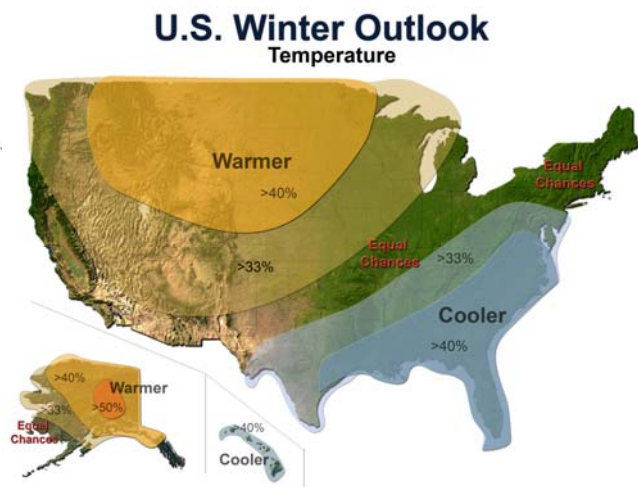 U.S. Winter Outlook
Temperature
Warmer
>40%
Equal
Chances
>33%
Equal
Chances
>33%
Cooler
>40%
>40%
Warmer
>33%
>50%
Equal
Chances
>40%
Cooler